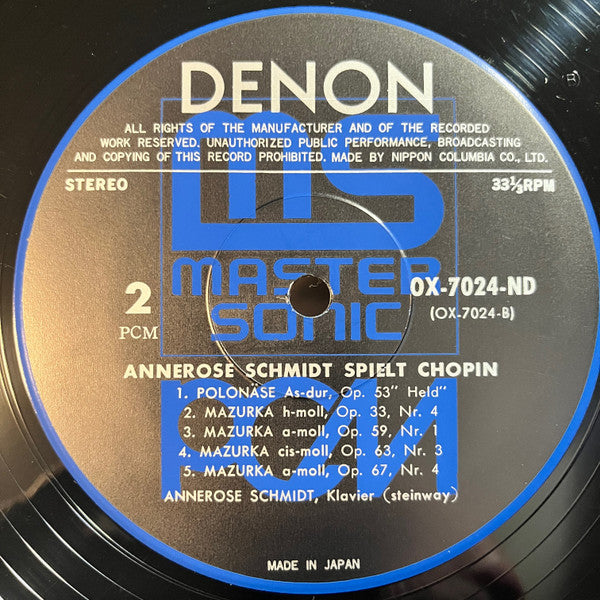 DENON
ALL RIGHTS OF THE MANUFACTURER AND OF THE RECORDED
WORK RESERVED. UNAUTHORIZED PUBLIC PERFORMANCE, BROADCASTING
AND COPYING OF THIS RECORD PROHIBITED. MADE BY NIPPON COLUMBIA CO., LTD.
STEREO 33⅓RPM
MS
MASTER
SONIC
2 OX-7024-ND
PCM (OX-7024-B)
ANNEROSE SCHMIDT SPIELT CHOPIN
PCM
1. POLONÄSE As-dur, Op. 53" Held"
2. MAZURKA h-moll, Op. 33, Nr. 4
3. MAZURKA a-moll, Op. 59, Nr. 1
4. MAZURKA cis-moll, Op. 63, Nr. 3
5. MAZURKA a-moll, Op. 67, Nr. 4
ANNEROSE SCHMIDT, Klavier (steinway)
MADE IN JAPAN